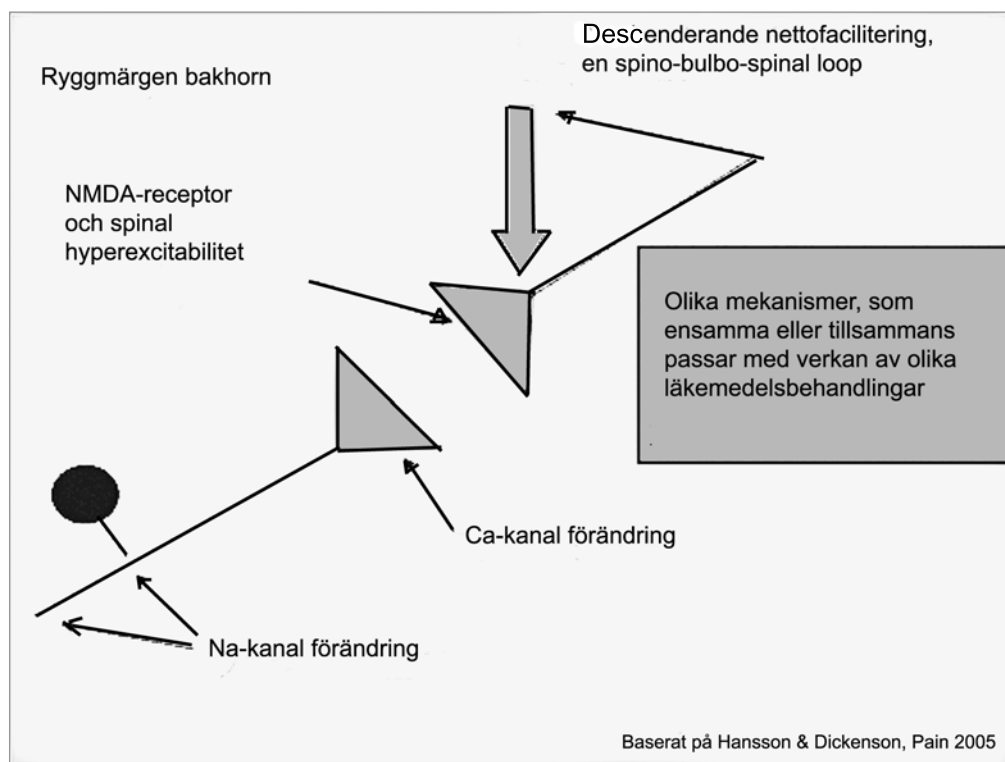 Descenderande nettofacilitering,
en spino-bulbo-spinal loop
Ryggmärgen bakhorn
NMDA-receptor
och spinal
hyperexcitabilitet
Olika mekanismer, som
ensamma eller tillsammans
passar med verkan av olika
läkemedelsbehandlingar
Ca-kanal förändring
Na-kanal förändring
Baserat på Hansson & Dickenson, Pain 2005